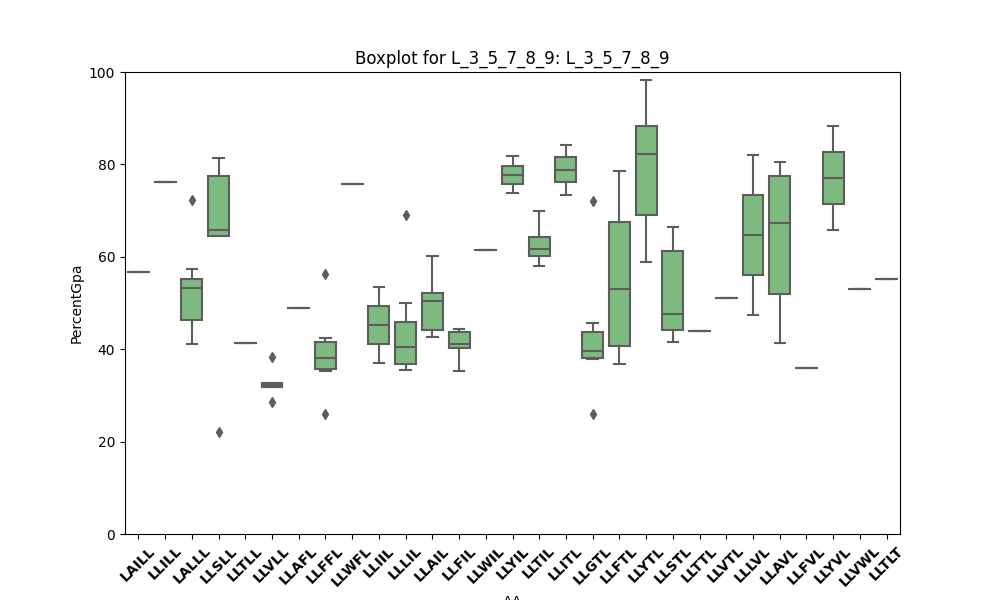 Boxplot for L_3_5_7_8_9: L_3_5_7_8_9
PercentGpa
100
80
60
40
20
0
LAILL LLILL LALLL LLSLL LLTLL LLVLL LLAFL LLFFL LLWFL LLIIL LLLIL LLAIL LLFIL LLWIL LLYIL LLTIL LLITL LLGTL LLFTL LLYTL LLSTL LLTTL LLVTL LLLVL LLAVL LLFVL LLYVL LLVWL LLTLT
AA